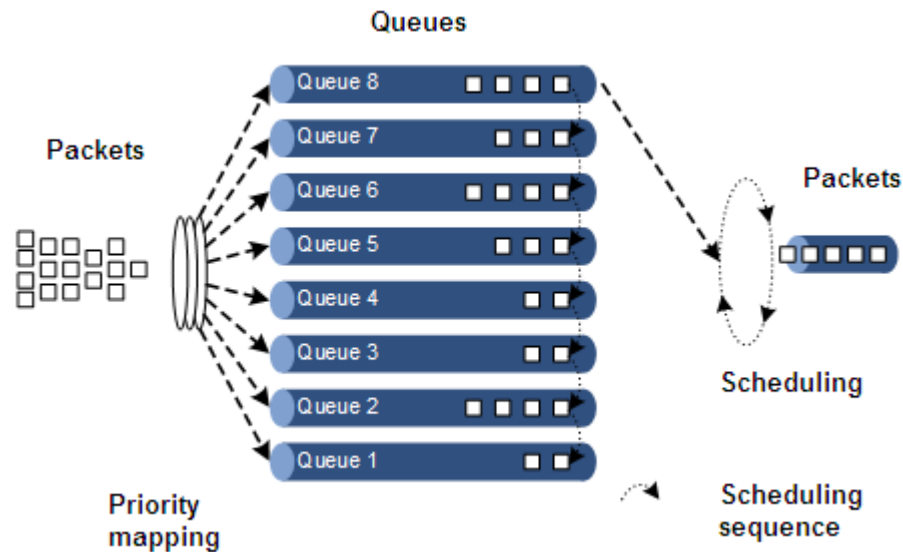 Queues
Queue 8
Queue 7
Packets
Queue 6
Packets
Queue 5
Queue 4
Queue 3
Scheduling
Queue 2
Queue 1
Priority
mapping
Scheduling
sequence